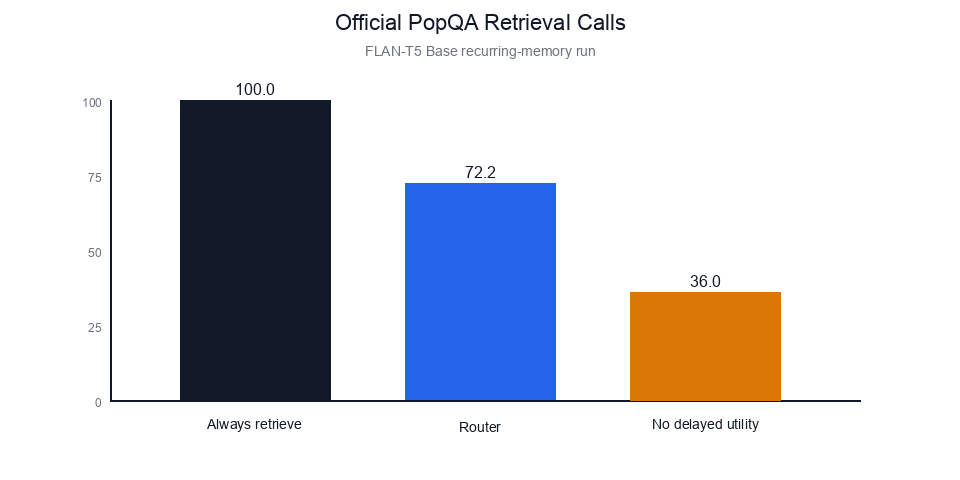 Official PopQA Retrieval Calls
FLAN-T5 Base recurring-memory run
100.0
100
72.2
75
50
36.0
25
0
Always retrieve
Router
No delayed utility